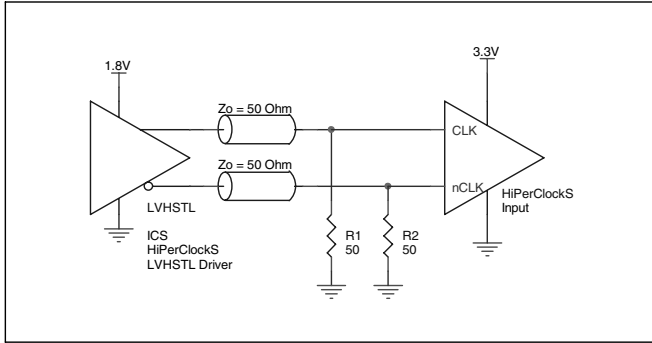 1.8V
3.3V
Zo = 50 Ohm
CLK
Zo = 50 Ohm
nCLK
HiPerClockS
Input
LVHSTL
ICS
HiPerClockS
LVHSTL Driver
R1
50
R2
50